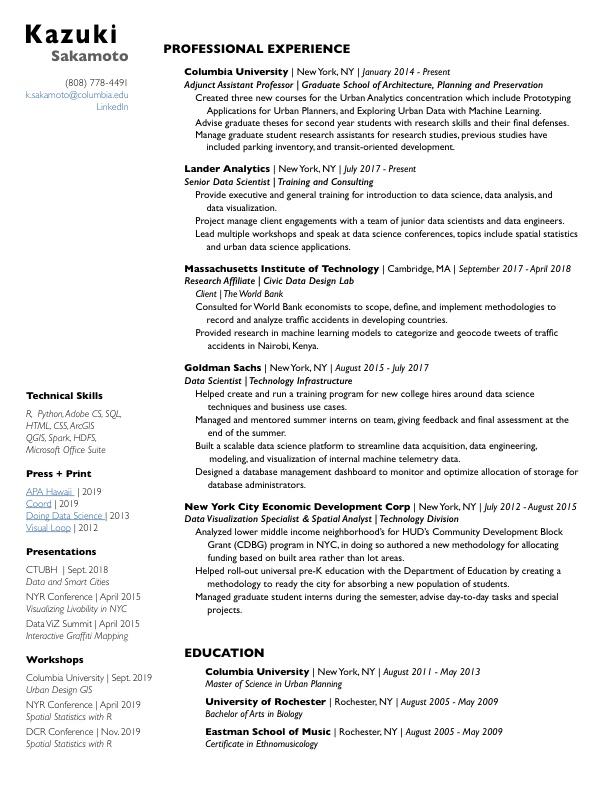 Kazuki
Sakamoto
(808) 778-4491
k.sakamoto@columbia.edu
LinkedIn
Technical Skills
R, Python, Adobe CS, SQL,
HTML, CSS, ArcGIS
QGIS, Spark, HDFS,
Microsoft Office Suite
Press + Print
APA Hawaii | 2019
Coord | 2019
Doing Data Science | 2013
Visual Loop | 2012
Presentations
CTUBH | Sept. 2018
Data and Smart Cities
NYR Conference | April 2015
Visualizing Livability in NYC
Data ViZ Summit | April 2015
Interactive Graffiti Mapping
Workshops
Columbia University | Sept. 2019
Urban Design GIS
NYR Conference | April 2019
Spatial Statistics with R
DCR Conference | Nov. 2019
Spatial Statistics with R
PROFESSIONAL EXPERIENCE
Columbia University | New York, NY | January 2014 - Present
Adjunct Assistant Professor | Graduate School of Architecture, Planning and Preservation
Created three new courses for the Urban Analytics concentration which include Prototyping
Applications for Urban Planners, and Exploring Urban Data with Machine Learning.
Advise graduate theses for second year students with research skills and their final defenses.
Manage graduate student research assistants for research studies, previous studies have
included parking inventory, and transit-oriented development.
Lander Analytics | New York, NY | July 2017 - Present
Senior Data Scientist | Training and Consulting
Provide executive and general training for introduction to data science, data analysis, and
data visualization.
Project manage client engagements with a team of junior data scientists and data engineers.
Lead multiple workshops and speak at data science conferences, topics include spatial statistics
and urban data science applications.
Massachusetts Institute of Technology | Cambridge, MA | September 2017 - April 2018
Research Affiliate | Civic Data Design Lab
Client | The World Bank
Consulted for World Bank economists to scope, define, and implement methodologies to
record and analyze traffic accidents in developing countries.
Provided research in machine learning models to categorize and geocode tweets of traffic
accidents in Nairobi, Kenya.
Goldman Sachs | New York, NY | August 2015 - July 2017
Data Scientist | Technology Infrastructure
Helped create and run a training program for new college hires around data science
techniques and business use cases.
Managed and mentored summer interns on team, giving feedback and final assessment at the
end of the summer.
Built a scalable data science platform to streamline data acquisition, data engineering,
modeling, and visualization of internal machine telemetry data.
Designed a database management dashboard to monitor and optimize allocation of storage for
database administrators.
New York City Economic Development Corp | New York, NY | July 2012 - August 2015
Data Visualization Specialist & Spatial Analyst | Technology Division
Analyzed lower middle income neighborhood's for HUD's Community Development Block
Grant (CDBG) program in NYC, in doing so authored a new methodology for allocating
funding based on built area rather than lot areas.
Helped roll-out universal pre-K education with the Department of Education by creating a
methodology to ready the city for absorbing a new population of students.
Managed graduate student interns during the semester, advise day-to-day tasks and special
projects.
EDUCATION
Columbia University | New York, NY | August 2011 - May 2013
Master of Science in Urban Planning
University of Rochester | Rochester, NY | August 2005 - May 2009
Bachelor of Arts in Biology
Eastman School of Music | Rochester, NY | August 2005 - May 2009
Certificate in Ethnomusicology